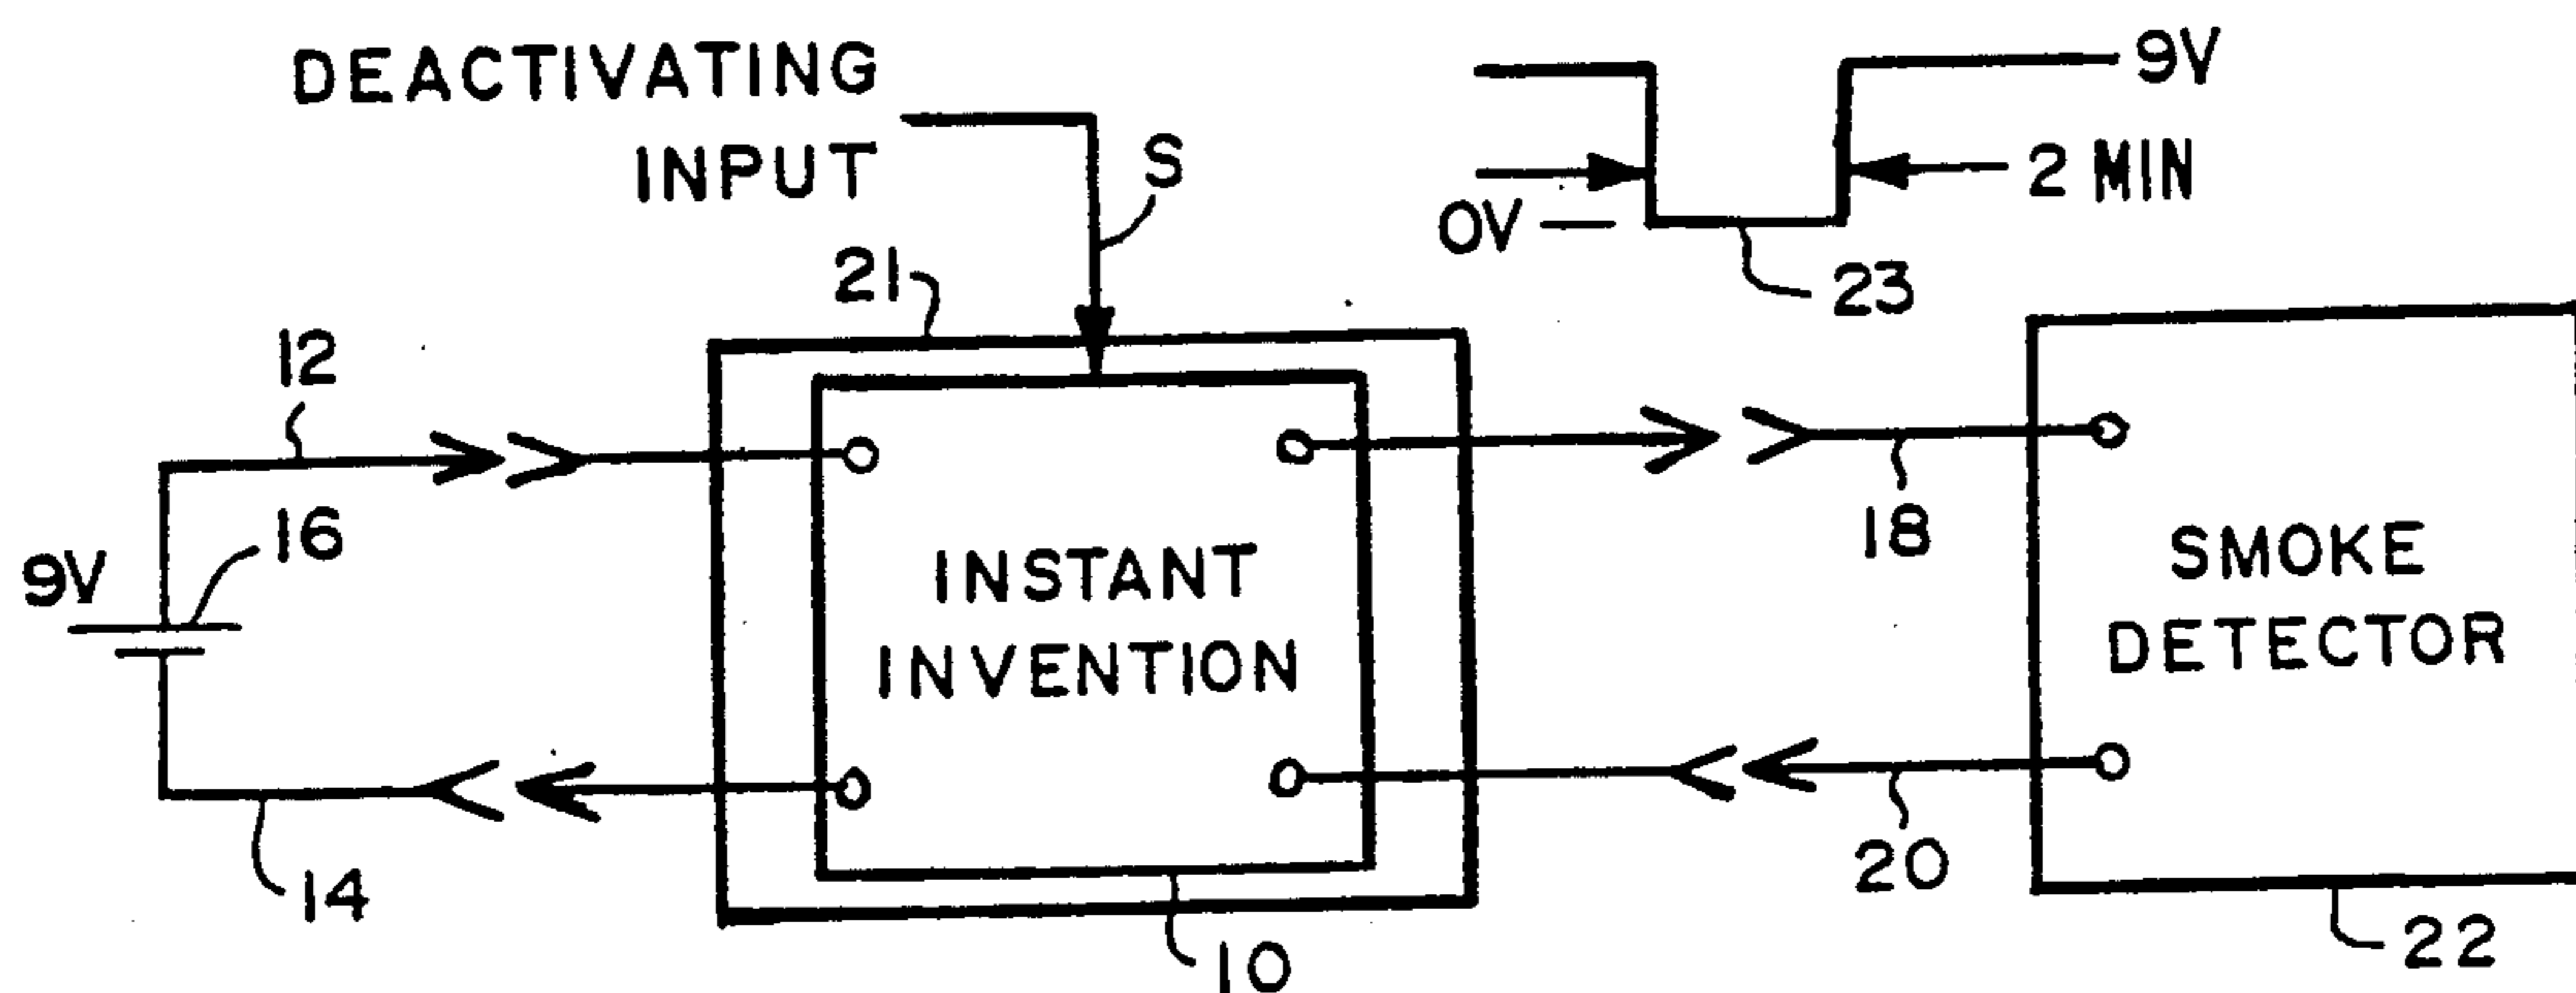 DEACTIVATING
INPUT
S
9V
2 MIN
0V
23
21
12
16
9V
14
INSTANT
INVENTION
10
18
20
SMOKE
DETECTOR
22